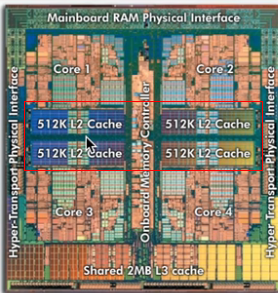 Mainboard RAM Physical Interface
Core 1
Core 2
512K L2 Cache
512K L2 Cache
512K L2 Cache
512K L2 Cache
Core 3
Core 4
Shared 2MB L3 cache
Hyper-Transport Physical Interface
Onboard Memory Controller
Hyper-Transport Physical Interface